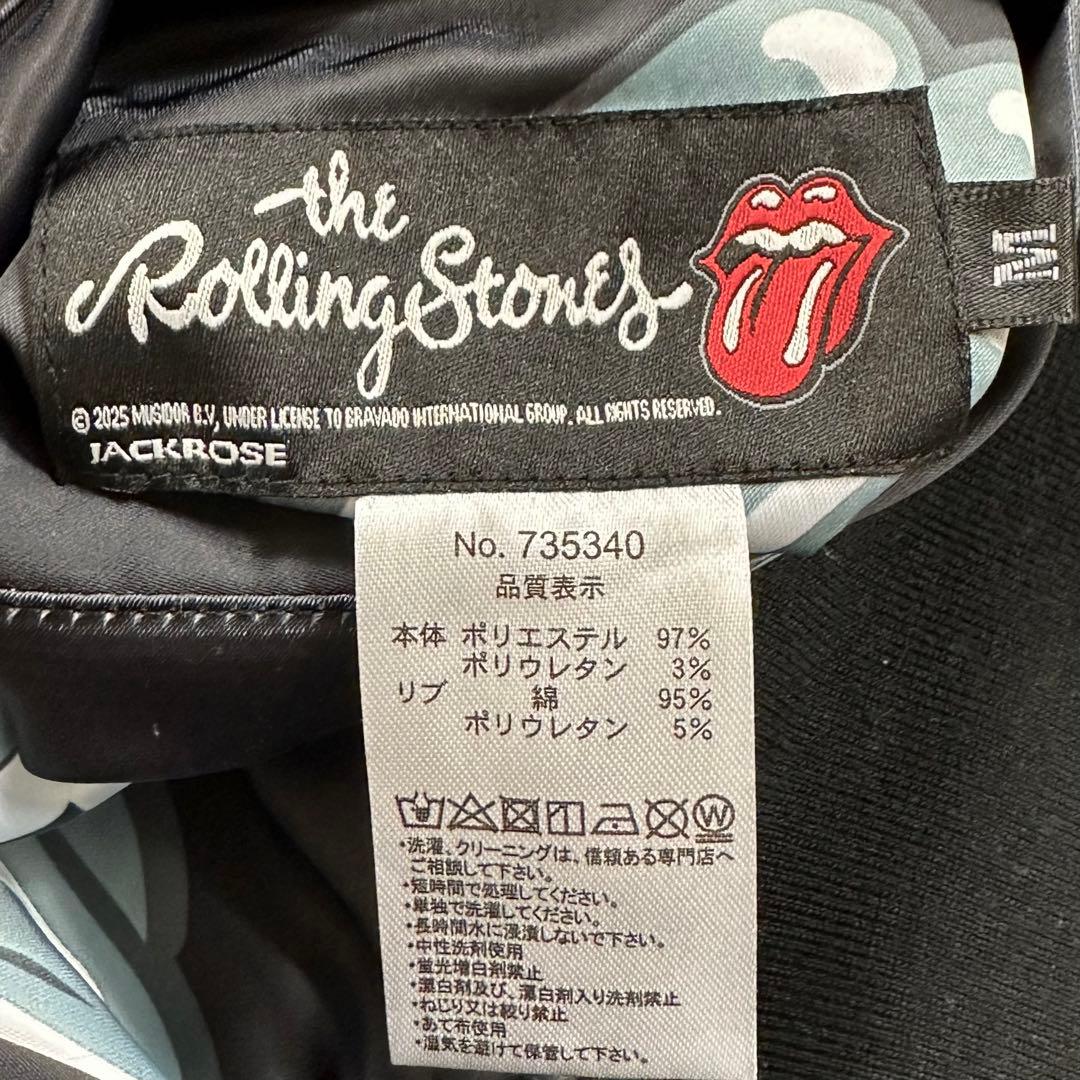 the
Rolling Stones
M
© 2025 MUSIDOR B.V, UNDER LICENSE TO BRAVADO INTERNATIONAL GROUP. ALL RIGHTS RESERVED.
JACKROSE
No. 735340
品質表示
本体 ポリエステル 97%
ポリウレタン 3%
リブ 綿 95%
ポリウレタン 5%
W
・洗濯、クリーニングは、信頼ある専門店へ
ご相談して下さい。
・短時間で処理してください。
・単独で洗濯してください。
・長時間水に浸漬しないで下さい。
・中性洗剤使用
・蛍光増白剤禁止
・漂白剤及び、漂白剤入り洗剤禁止
・ねじり又は絞り禁止
・あて布使用
・湿気を避けて保管して下さい。